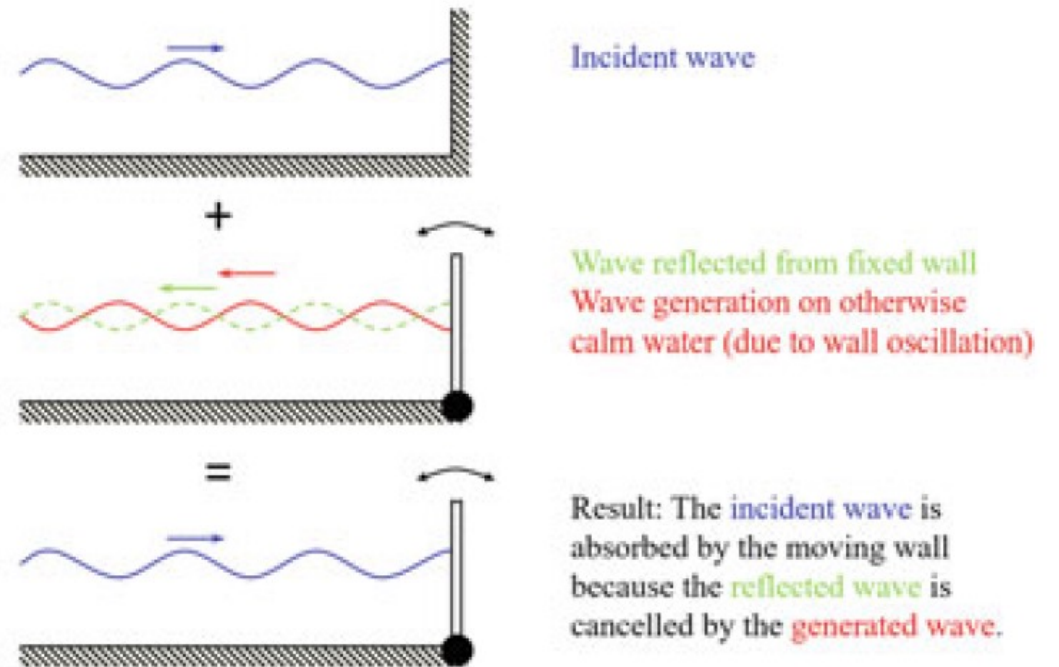 Incident wave
+
Wave reflected from fixed wall
Wave generation on otherwise
calm water (due to wall oscillation)
=
Result: The incident wave is
absorbed by the moving wall
because the reflected wave is
cancelled by the generated wave.